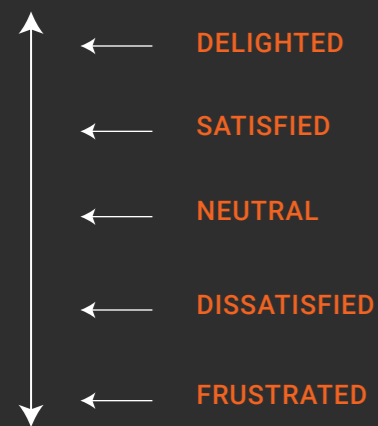 DELIGHTED
SATISFIED
NEUTRAL
DISSATISFIED
FRUSTRATED